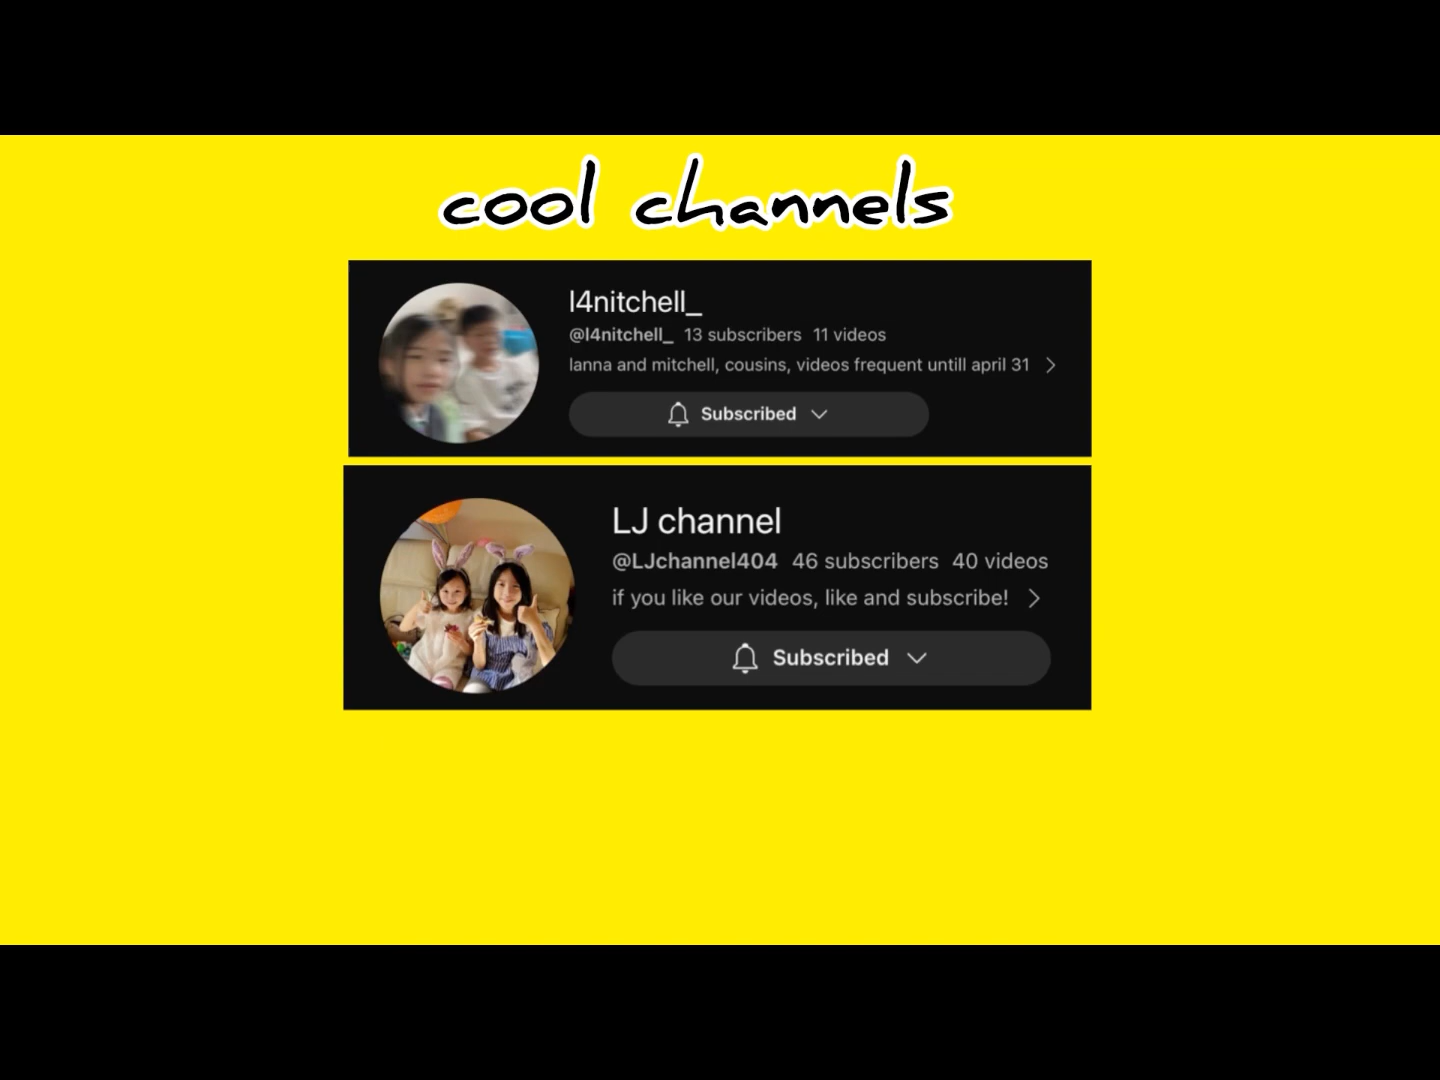 cool channels
l4nitchell_
@l4nitchell_ 13 subscribers 11 videos
lanna and mitchell, cousins, videos frequent untill april 31
Subscribed
LJ channel
@LJchannel404 46 subscribers 40 videos
if you like our videos, like and subscribe!
Subscribed